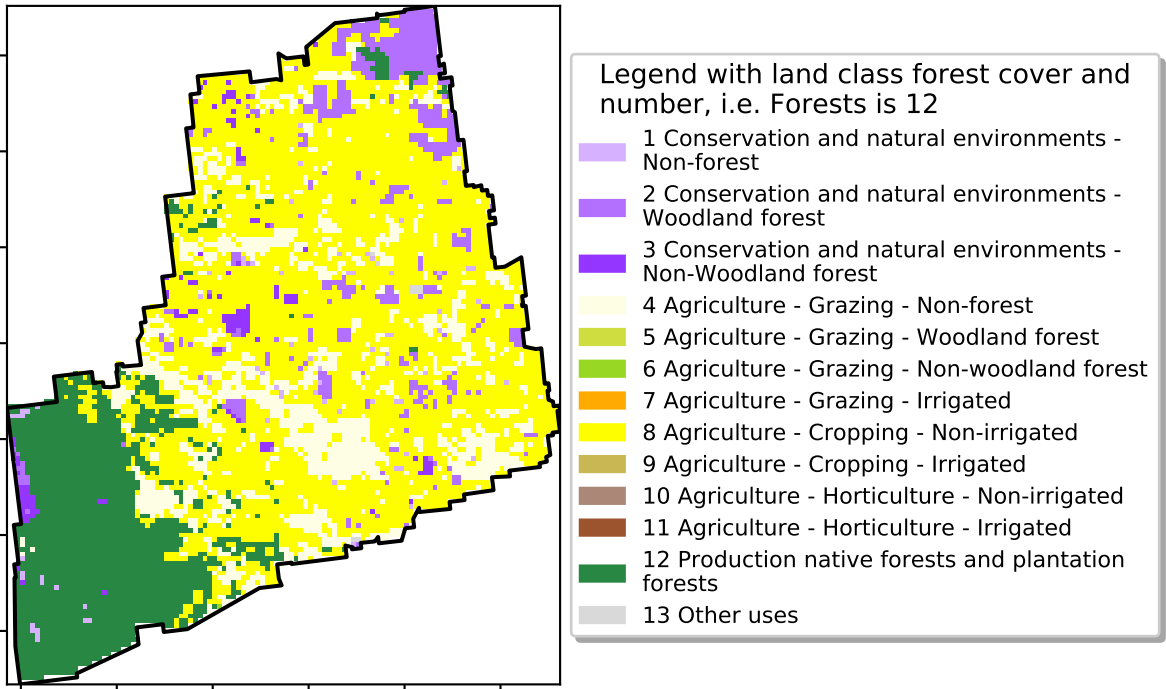 Legend with land class forest cover and
number, i.e. Forests is 12
1 Conservation and natural environments -
Non-forest
2 Conservation and natural environments -
Woodland forest
3 Conservation and natural environments -
Non-Woodland forest
4 Agriculture - Grazing - Non-forest
5 Agriculture - Grazing - Woodland forest
6 Agriculture - Grazing - Non-woodland forest
7 Agriculture - Grazing - Irrigated
8 Agriculture - Cropping - Non-irrigated
9 Agriculture - Cropping - Irrigated
10 Agriculture - Horticulture - Non-irrigated
11 Agriculture - Horticulture - Irrigated
12 Production native forests and plantation
forests
13 Other uses